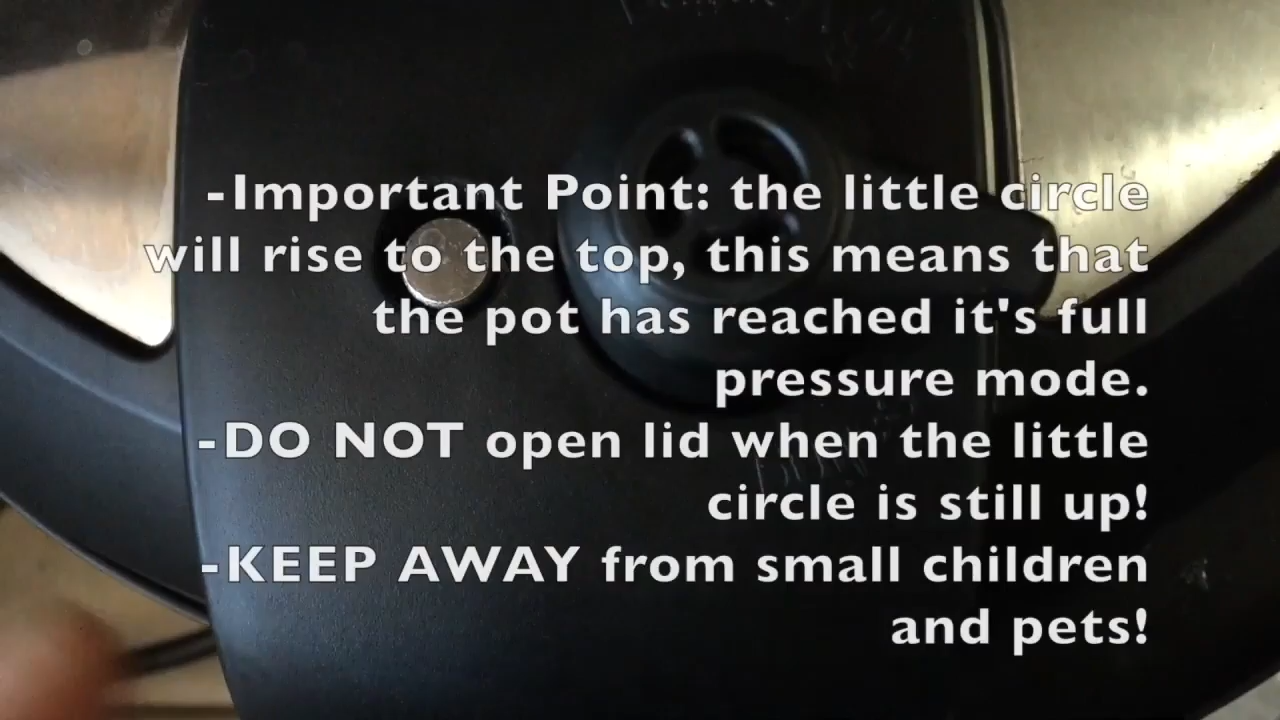 -Important Point: the little circle
will rise to the top, this means that
the pot has reached it's full
pressure mode.
-DO NOT open lid when the little
circle is still up!
-KEEP AWAY from small children
and pets!